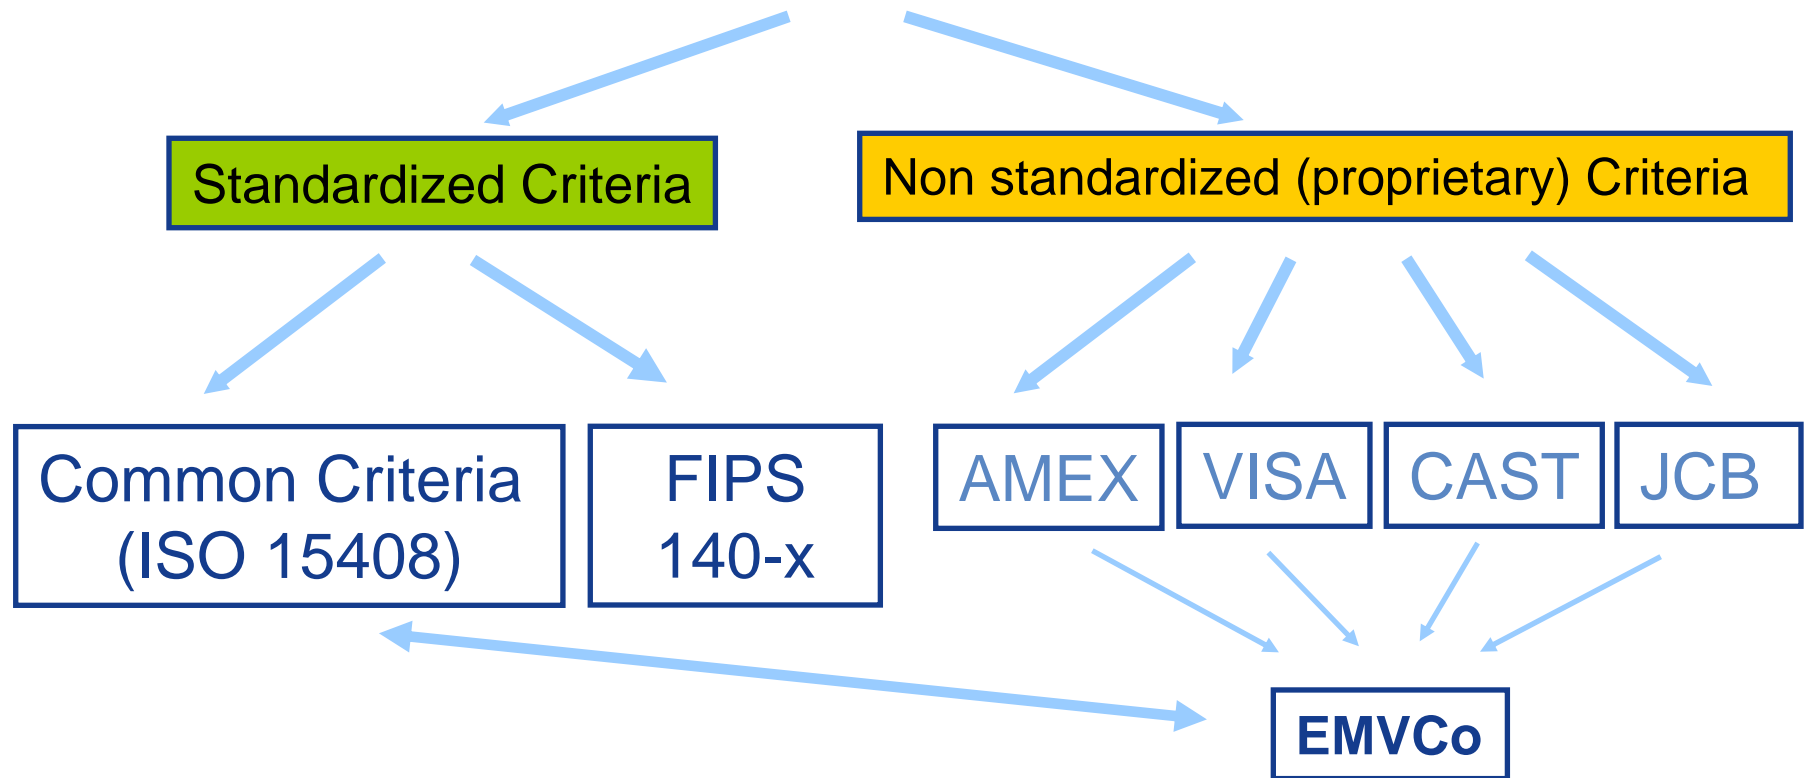 Standardized Criteria
Non standardized (proprietary) Criteria
Common Criteria
(ISO 15408)
FIPS
140-x
AMEX
VISA
CAST
JCB
EMVCo